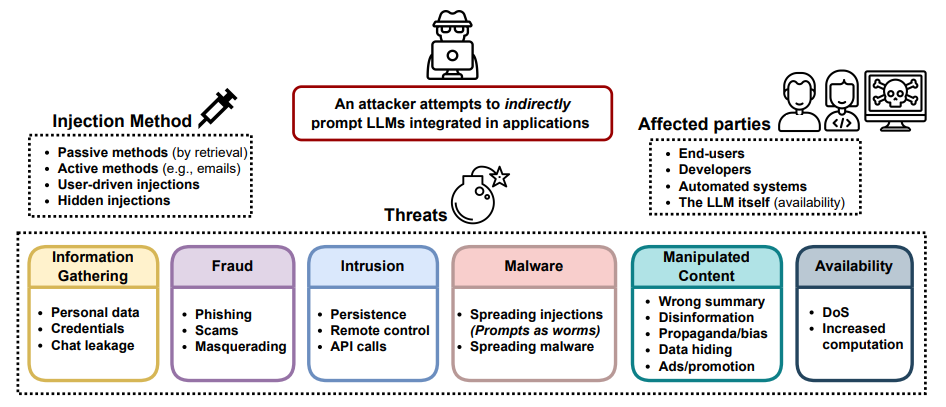 An attacker attempts to indirectly
prompt LLMs integrated in applications
Injection Method
• Passive methods (by retrieval)
• Active methods (e.g., emails)
• User-driven injections
• Hidden injections
Affected parties
• End-users
• Developers
• Automated systems
• The LLM itself (availability)
Threats
Information
Gathering
• Personal data
• Credentials
• Chat leakage
Fraud
• Phishing
• Scams
• Masquerading
Intrusion
• Persistence
• Remote control
• API calls
Malware
• Spreading injections
(Prompts as worms)
• Spreading malware
Manipulated
Content
• Wrong summary
• Disinformation
• Propaganda/bias
• Data hiding
• Ads/promotion
Availability
• DoS
• Increased
computation